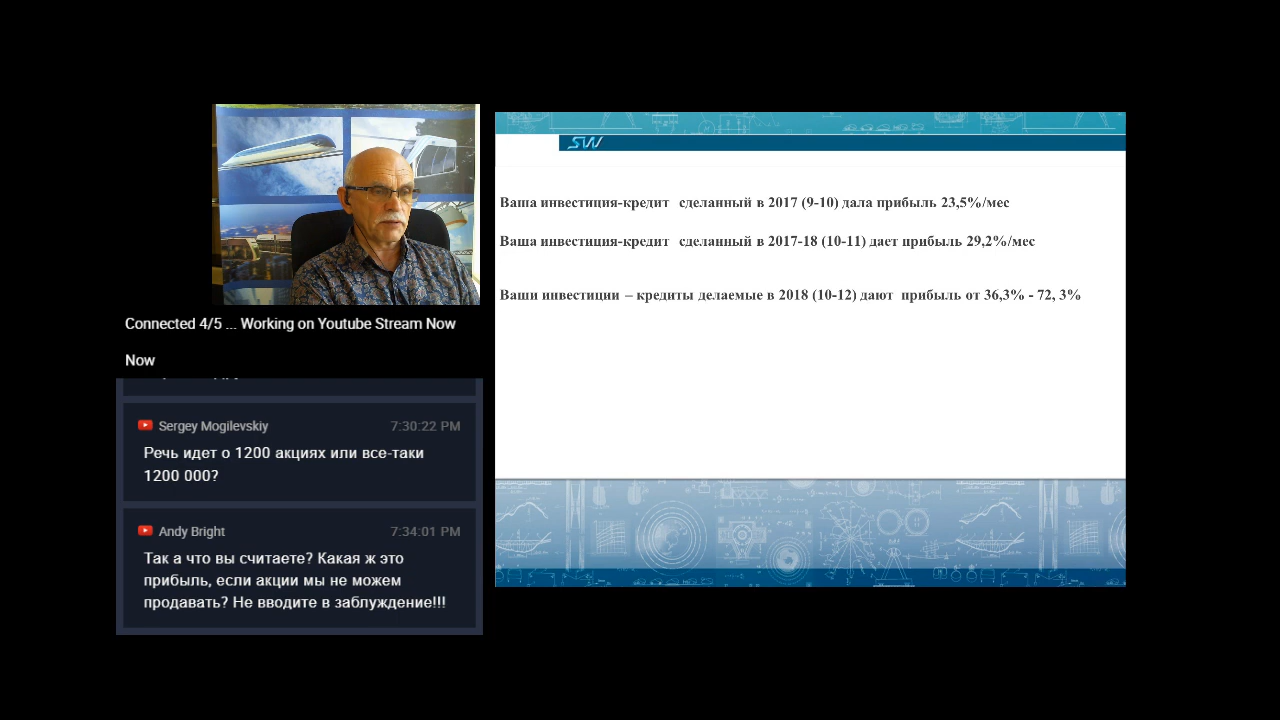 SW
Ваша инвестиция-кредит сделанный в 2017 (9-10) дала прибыль 23,5%/мес
Ваша инвестиция-кредит сделанный в 2017-18 (10-11) дает прибыль 29,2%/мес
Ваши инвестиции – кредиты делаемые в 2018 (10-12) дают прибыль от 36,3% - 72, 3%
Connected 4/5 ... Working on Youtube Stream Now
Now
Sergey Mogilevskiy 7:30:22 PM
Речь идет о 1200 акциях или все-таки
1200 000?
Andy Bright 7:34:01 PM
Так а что вы считаете? Какая ж это
прибыль, если акции мы не можем
продавать? Не вводите в заблуждение!!!